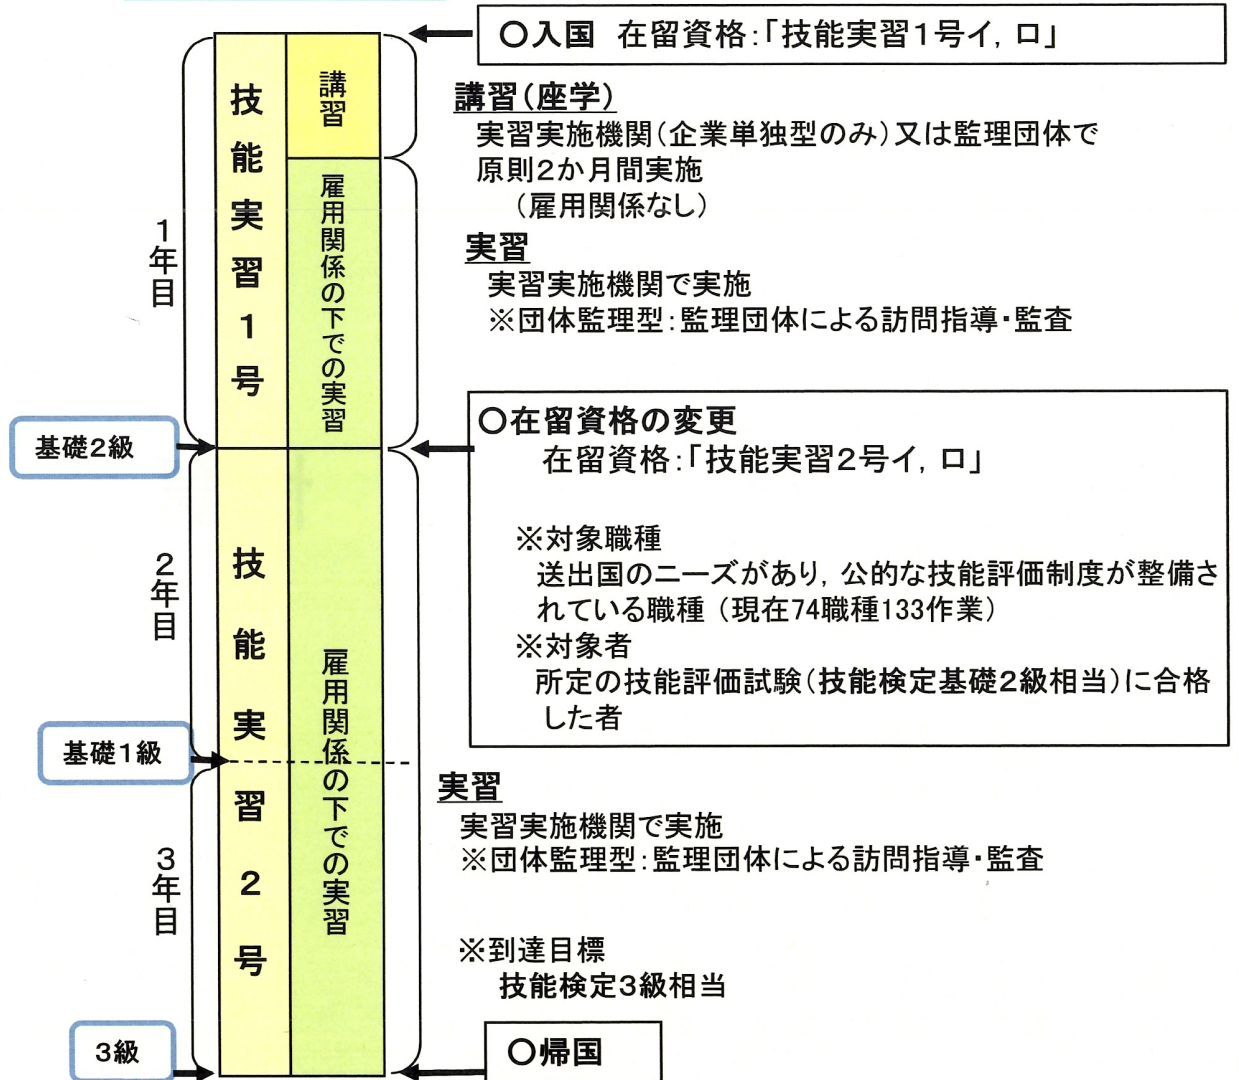 〇入国 在留資格:「技能実習1号イ, ロ」
技能実習1号
講習
講習(座学)
実習実施機関(企業単独型のみ)又は監理団体で
原則2か月間実施
(雇用関係なし)
1年目
雇用関係の下での実習
実習
実習実施機関で実施
※団体監理型:監理団体による訪問指導・監査
基礎2級
〇在留資格の変更
在留資格:「技能実習2号イ, ロ」
※対象職種
送出国のニーズがあり, 公的な技能評価制度が整備さ
れている職種 (現在74職種133作業)
※対象者
所定の技能評価試験(技能検定基礎2級相当)に合格
した者
2年目
技能実習2号
雇用関係の下での実習
基礎1級
実習
実習実施機関で実施
※団体監理型:監理団体による訪問指導・監査
3年目
※到達目標
技能検定3級相当
3級
〇帰国